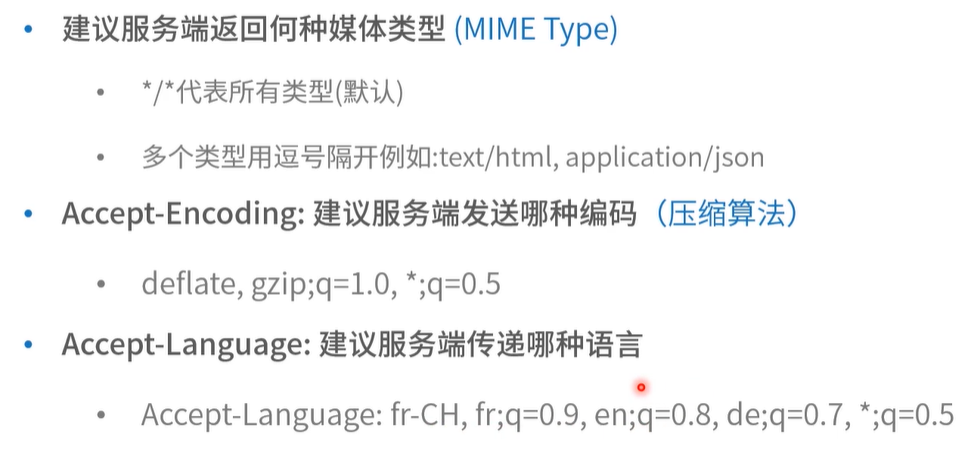 建议服务端返回何种媒体类型 (MIME Type)
*/*代表所有类型(默认)
多个类型用逗号隔开例如:text/html, application/json
Accept-Encoding: 建议服务端发送哪种编码（压缩算法）
deflate, gzip;q=1.0, *;q=0.5
Accept-Language: 建议服务端传递哪种语言
Accept-Language: fr-CH, fr;q=0.9, en;q=0.8, de;q=0.7, *;q=0.5